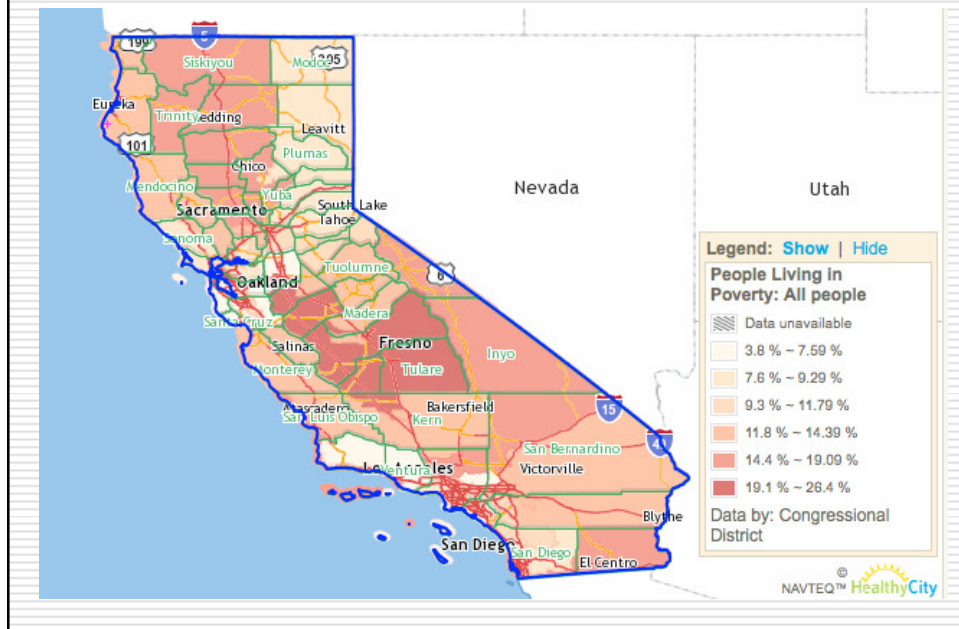 199
5
395
Siskiyou
Modoc
Eureka
Trinity
edding
Leavitt
101
Plumas
Chico
Mendocino
Yuba
Nevada
Utah
Sacramento
South Lake
Tahoe
Sonoma
Legend: Show | Hide
6
Tuolumne
Oakland
People Living in
Poverty: All people
Data unavailable
Santa Cruz
Madera
3.8 % ~ 7.59 %
Salinas
Fresno
Inyo
Monterey
Tulare
7.6 % ~ 9.29 %
9.3 % ~ 11.79 %
Atascadero
Bakersfield
15
San Luis Obispo
Kern
11.8 % ~ 14.39 %
San Bernardino
14.4 % ~ 19.09 %
Los Angeles
Ventura
Victorville
19.1 % ~ 26.4 %
Blythe
Data by: Congressional
District
San Diego
San Diego
El Centro
©
NAVTEQ™ HealthyCity